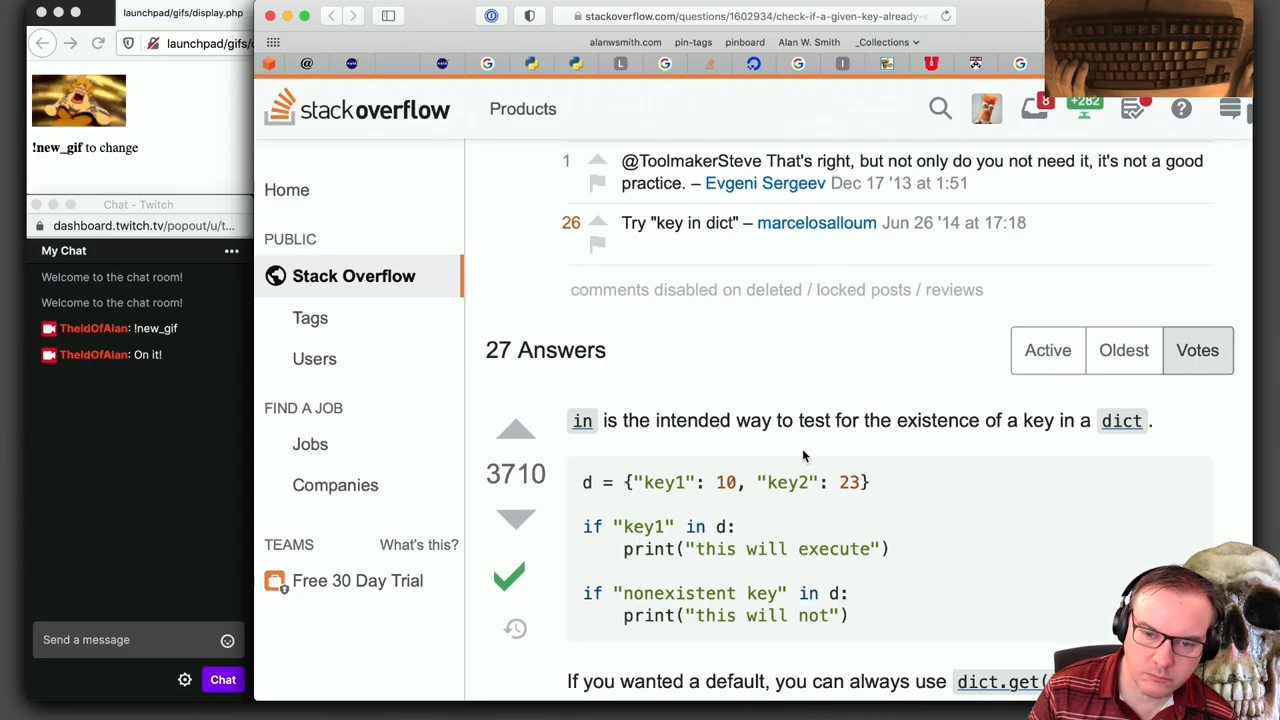 launchpad/gifs/display.php
launchpad/gifs/d
!new_gif to change
Chat - Twitch
dashboard.twitch.tv/popout/u/t...
My Chat
Welcome to the chat room!
Welcome to the chat room!
TheIdOfAlan: !new_gif
TheIdOfAlan: On it!
Send a message
Chat
stackoverflow.com/questions/1602934/check-if-a-given-key-already-e
alanwsmith.com pin-tags pinboard Alan W. Smith _Collections
stackoverflow
Products
8
+282
Home
PUBLIC
Stack Overflow
Tags
Users
FIND A JOB
Jobs
Companies
TEAMS What's this?
Free 30 Day Trial
1 @ToolmakerSteve That's right, but not only do you not need it, it's not a good
practice. – Evgeni Sergeev Dec 17 '13 at 1:51
26 Try "key in dict" – marcelosalloum Jun 26 '14 at 17:18
comments disabled on deleted / locked posts / reviews
27 Answers
Active Oldest Votes
3710
in is the intended way to test for the existence of a key in a dict.
d = {"key1": 10, "key2": 23}
if "key1" in d:
print("this will execute")
if "nonexistent key" in d:
print("this will not")
If you wanted a default, you can always use dict.get(